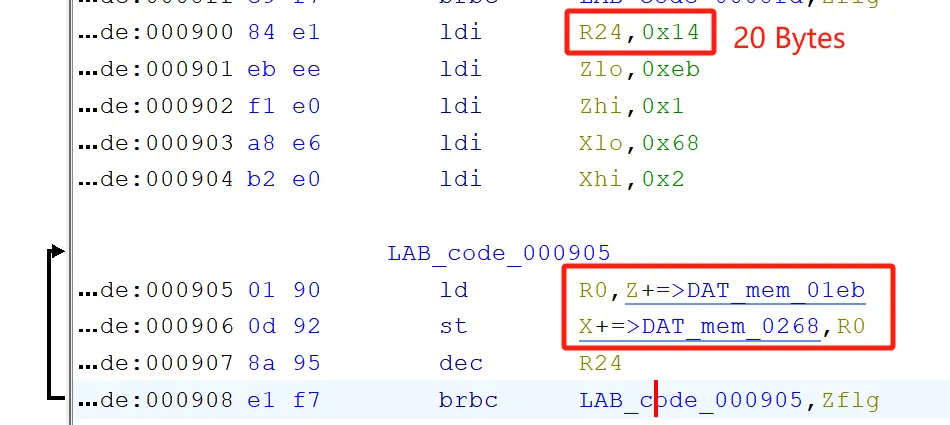 ...de:000900 84 e1 ldi R24,0x14 20 Bytes
...de:000901 eb ee ldi Zlo,0xeb
...de:000902 f1 e0 ldi Zhi,0x1
...de:000903 a8 e6 ldi Xlo,0x68
...de:000904 b2 e0 ldi Xhi,0x2
LAB_code_000905
...de:000905 01 90 ld R0,Z+=>DAT_mem_01eb
...de:000906 0d 92 st X+=>DAT_mem_0268,R0
...de:000907 8a 95 dec R24
...de:000908 e1 f7 brbc LAB_code_000905,Zflg